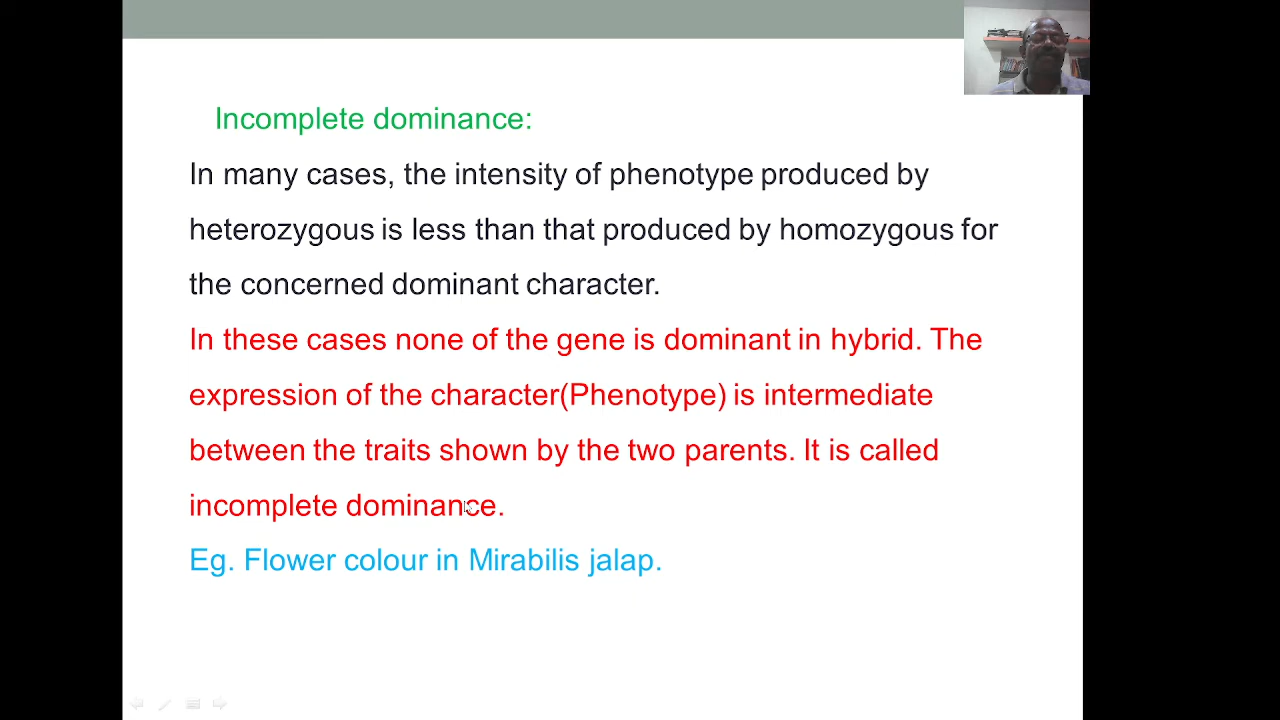 Incomplete dominance:
In many cases, the intensity of phenotype produced by
heterozygous is less than that produced by homozygous for
the concerned dominant character.
In these cases none of the gene is dominant in hybrid. The
expression of the character(Phenotype) is intermediate
between the traits shown by the two parents. It is called
incomplete dominance.
Eg. Flower colour in Mirabilis jalap.